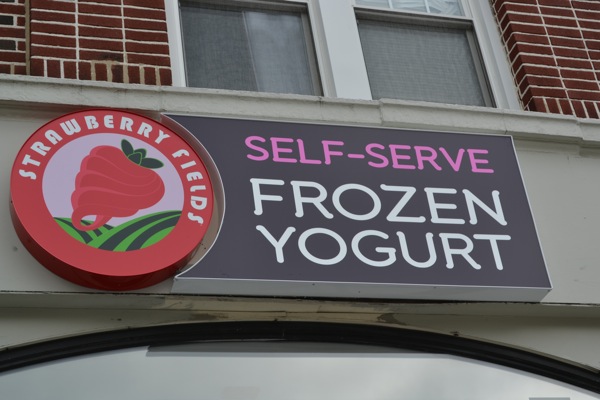 STRAWBERRY FIELDS
SELF-SERVE
FROZEN
YOGURT